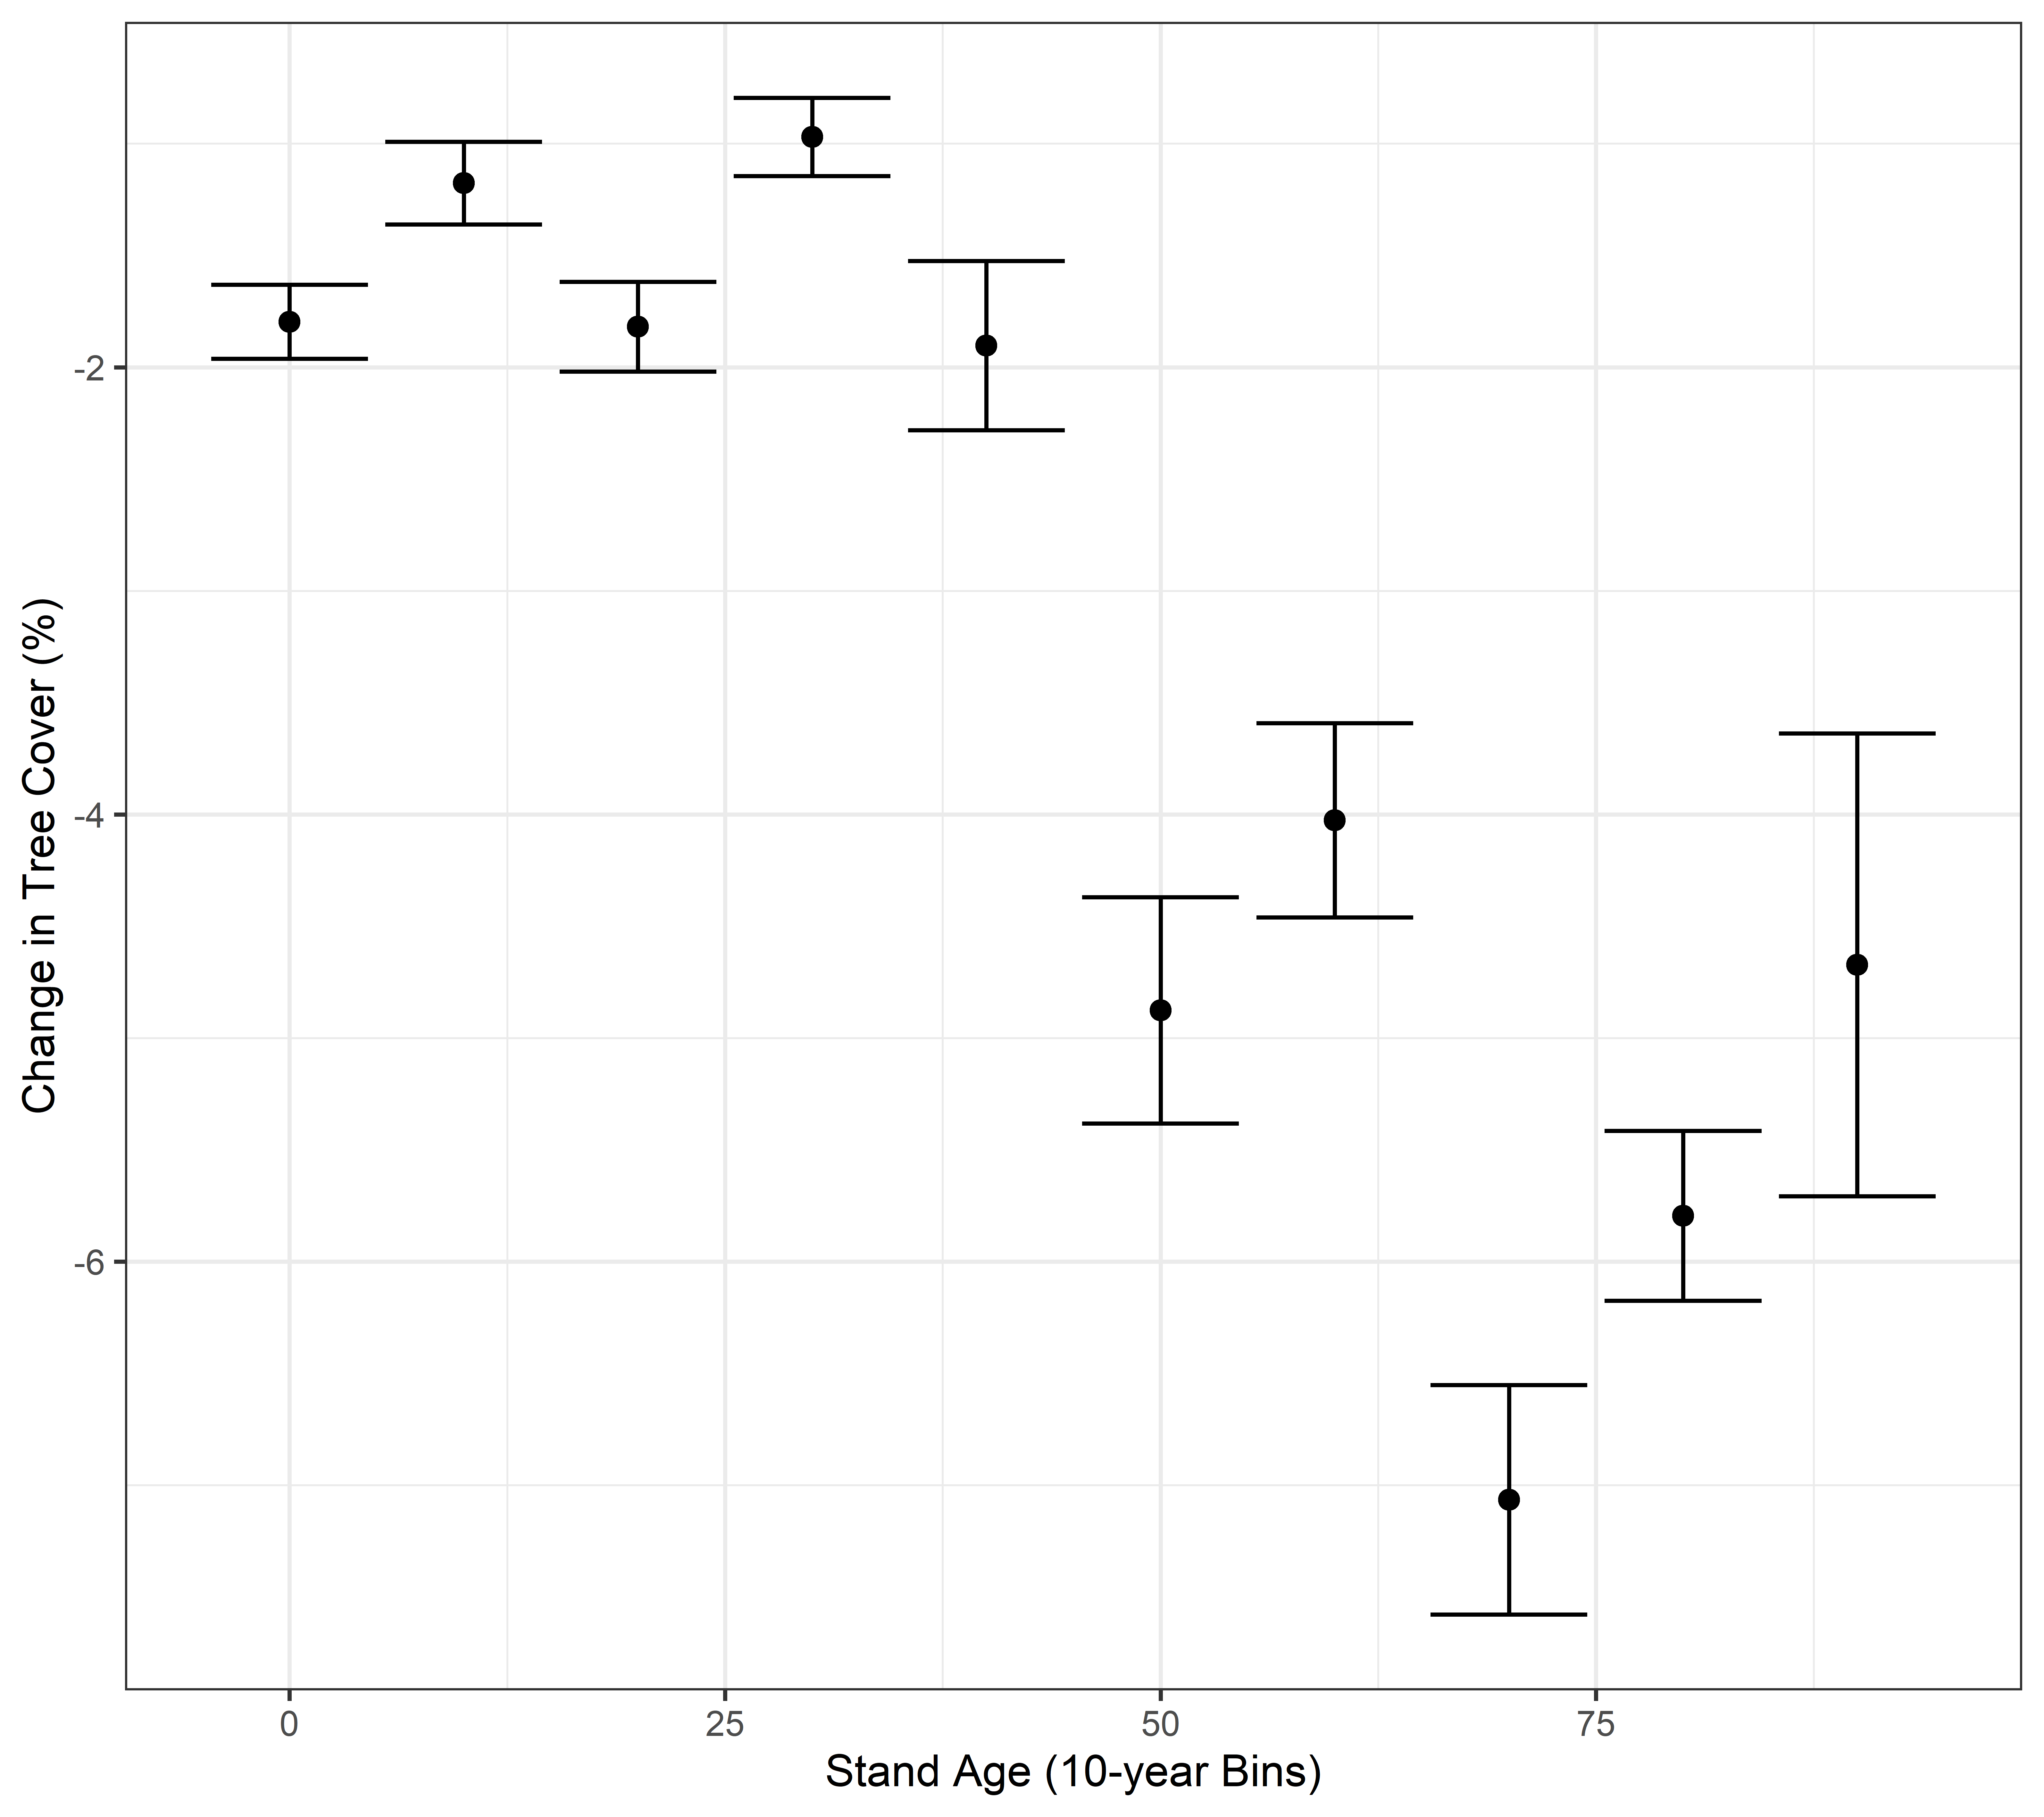 Change in Tree Cover (%)
-2
-4
-6
0 25 50 75
Stand Age (10-year Bins)